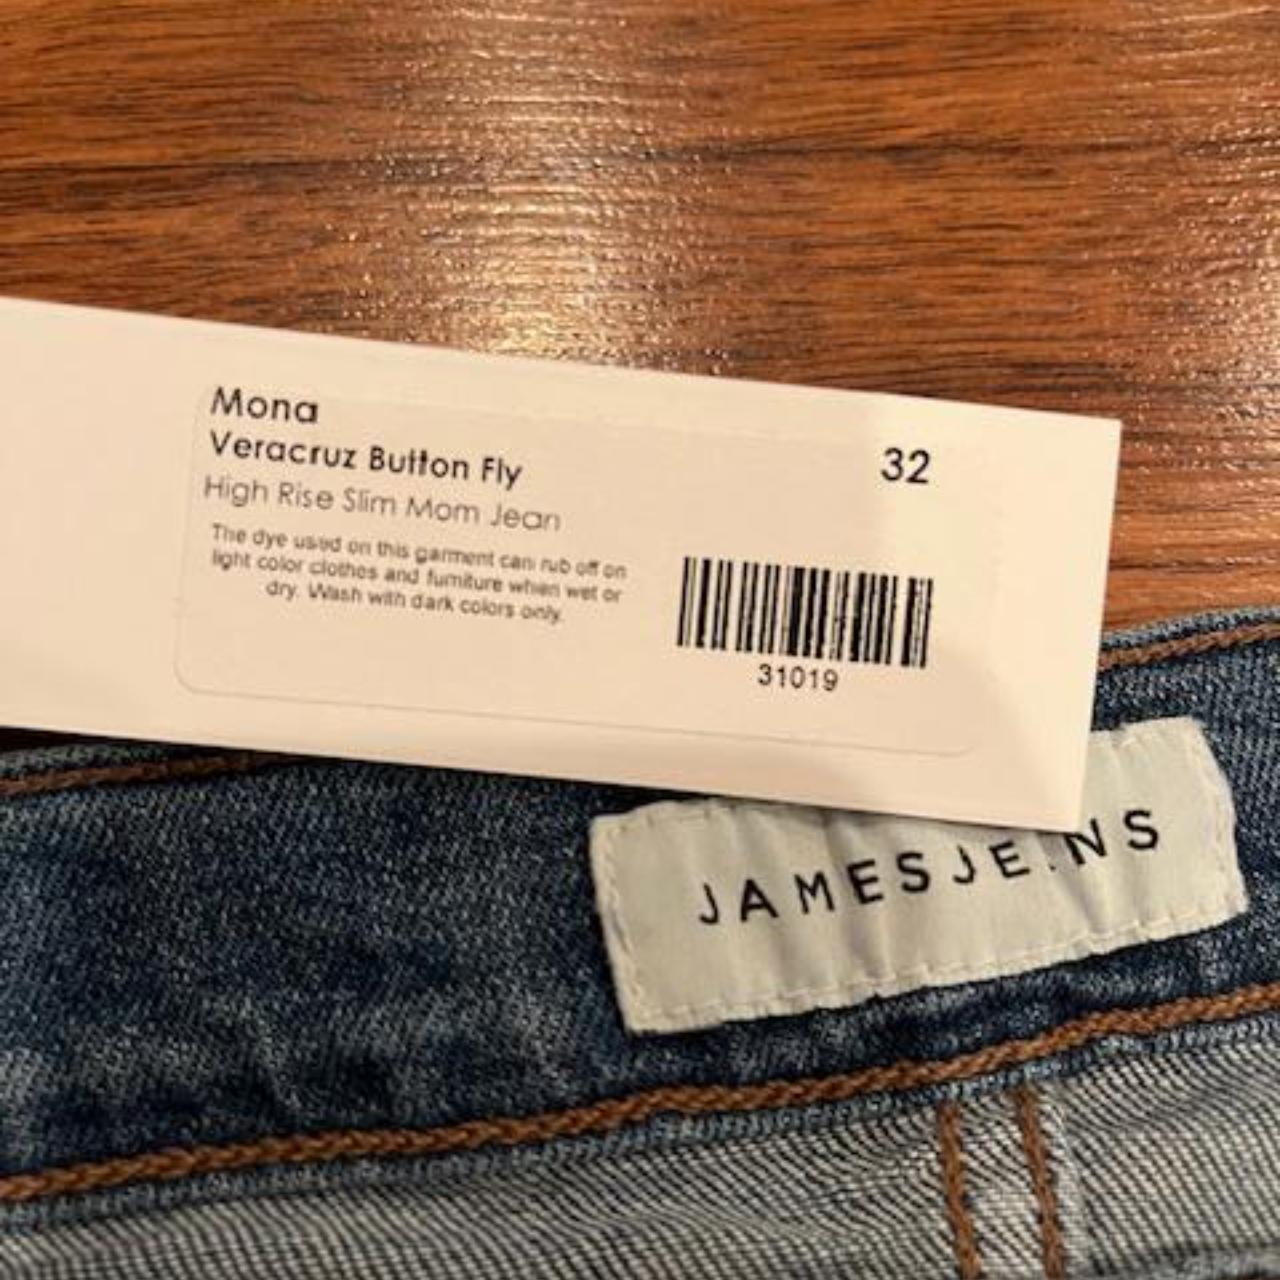 Mona
Veracruz Button Fly
32
High Rise Slim Mom Jean
The dye used on this garment can rub off on
light color clothes and furniture when wet or
dry. Wash with dark colors only.
31019
JAMESJEANS